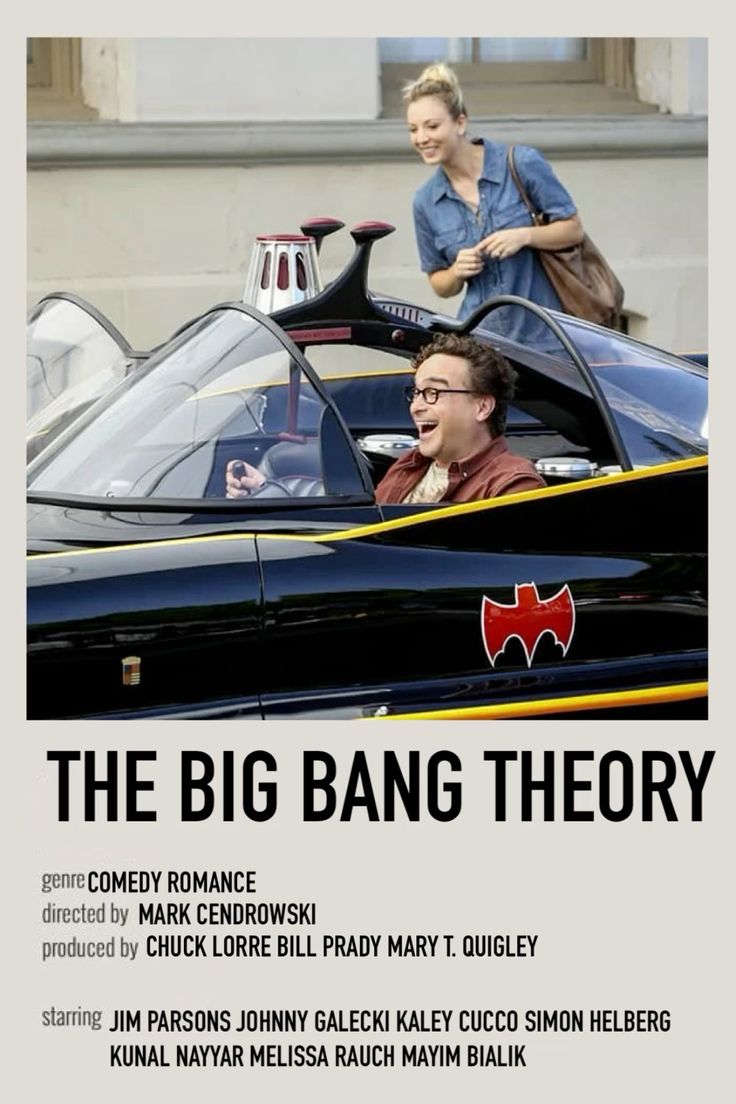 THE BIG BANG THEORY
genre COMEDY ROMANCE
directed by MARK CENDROWSKI
produced by CHUCK LORRE BILL PRADY MARY T. QUIGLEY
starring JIM PARSONS JOHNNY GALECKI KALEY CUCCO SIMON HELBERG
KUNAL NAYYAR MELISSA RAUCH MAYIM BIALIK